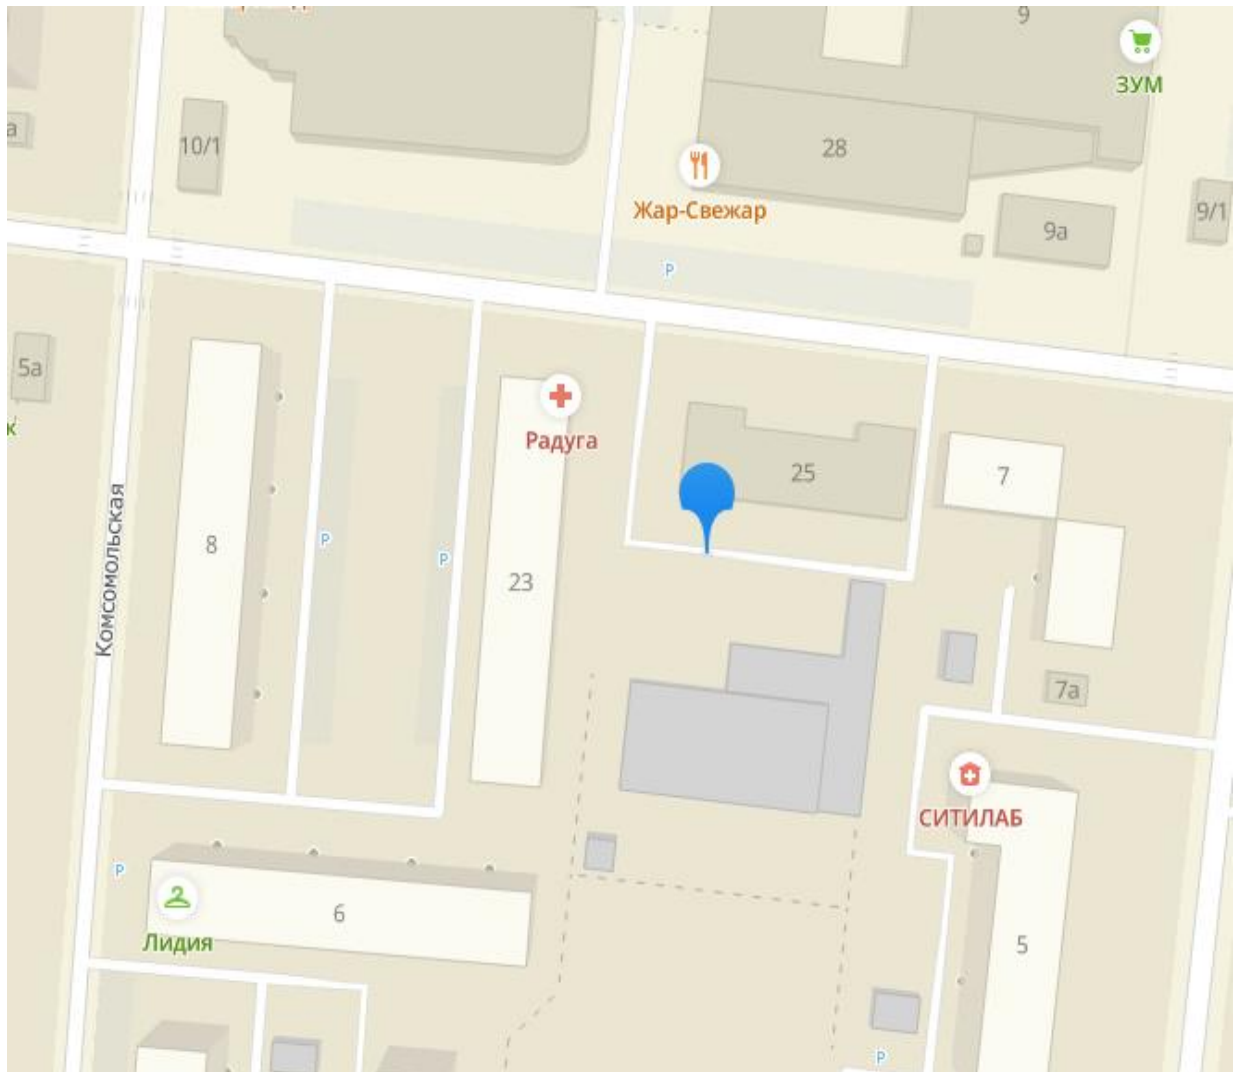 9
ЗУМ
а
10/1
28
Жар-Свежар
9/1
9а
P
5а
к
Радуга
25
7
Комсомольская
8
P
P
23
7а
СИТИЛАБ
P
6
Лидия
5
P